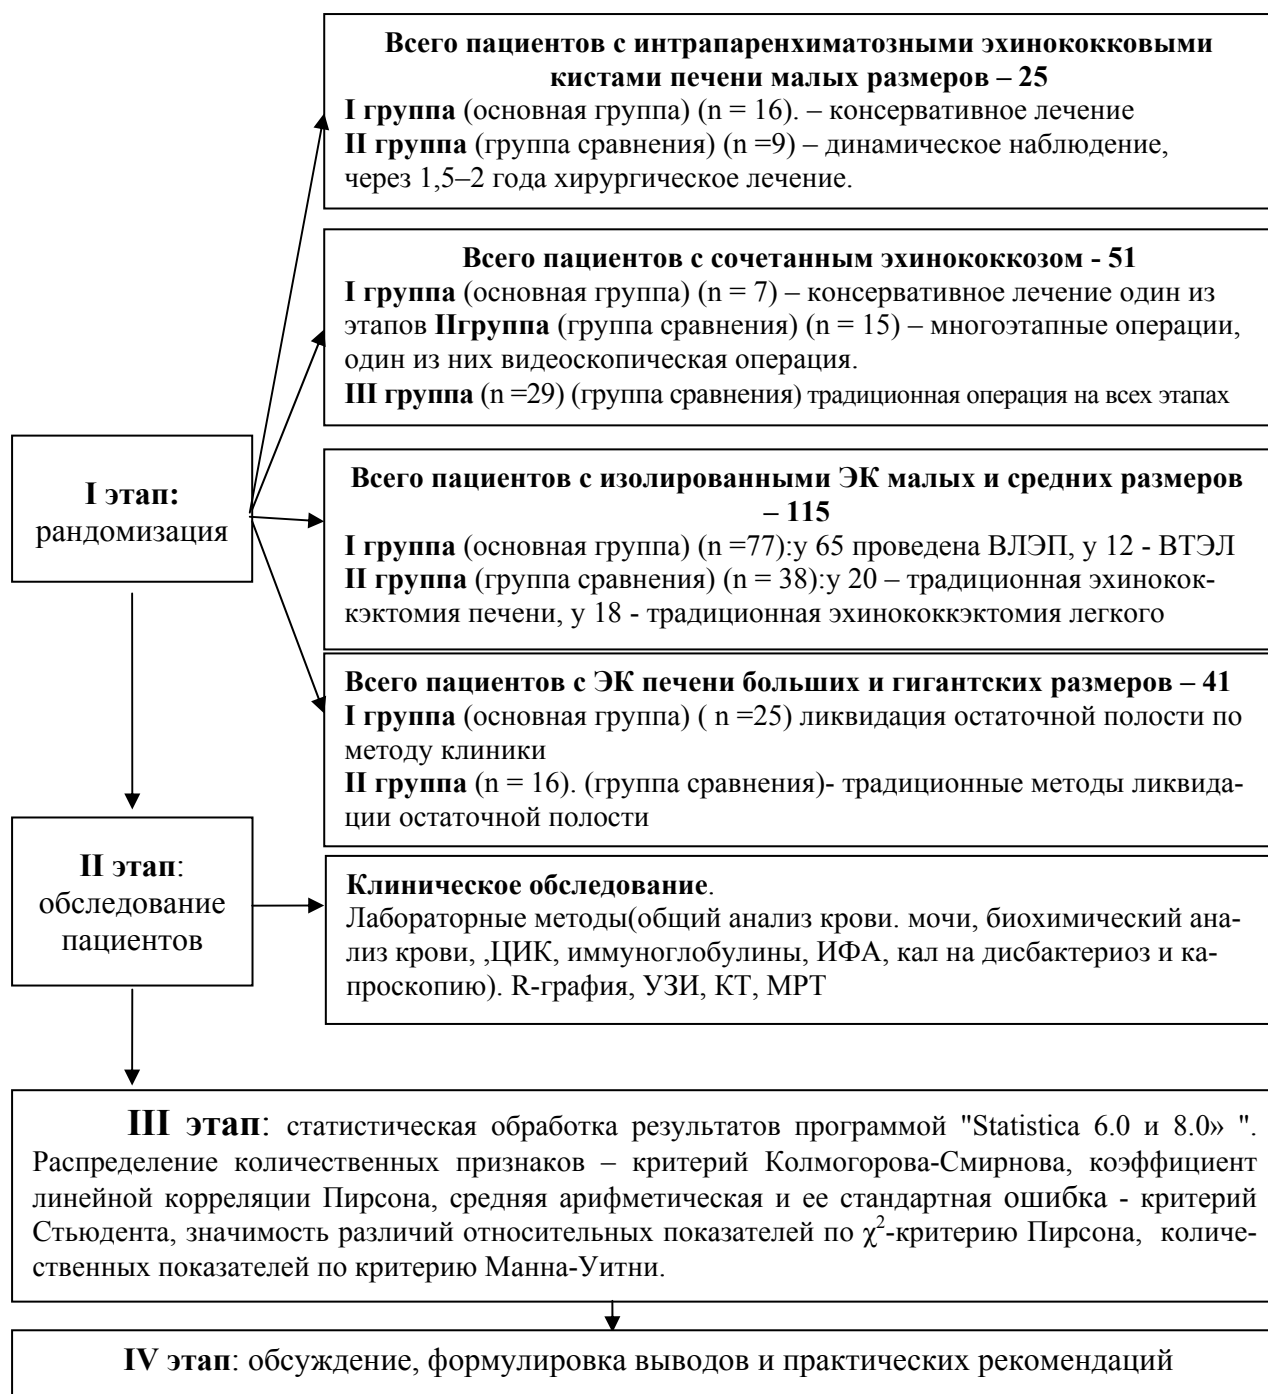 Всего пациентов с интрапаренхиматозными эхинококковыми
кистами печени малых размеров – 25
I группа (основная группа) (n = 16). – консервативное лечение
II группа (группа сравнения) (n =9) – динамическое наблюдение,
через 1,5–2 года хирургическое лечение.
Всего пациентов с сочетанным эхинококкозом - 51
I группа (основная группа) (n = 7) – консервативное лечение один из
этапов IIгруппа (группа сравнения) (n = 15) – многоэтапные операции,
один из них видеоскопическая операция.
III группа (n =29) (группа сравнения) традиционная операция на всех этапах
I этап:
рандомизация
Всего пациентов с изолированными ЭК малых и средних размеров
– 115
I группа (основная группа) (n =77):у 65 проведена ВЛЭП, у 12 - ВТЭЛ
II группа (группа сравнения) (n = 38):у 20 – традиционная эхинокок-
кэктомия печени, у 18 - традиционная эхинококкэктомия легкого
Всего пациентов с ЭК печени больших и гигантских размеров – 41
I группа (основная группа) ( n =25) ликвидация остаточной полости по
методу клиники
II группа (n = 16). (группа сравнения)- традиционные методы ликвида-
ции остаточной полости
II этап:
обследование
пациентов
Клиническое обследование.
Лабораторные методы(общий анализ крови. мочи, биохимический ана-
лиз крови, ,ЦИК, иммуноглобулины, ИФА, кал на дисбактериоз и ка-
проскопию). R-графия, УЗИ, КТ, МРТ
III этап: статистическая обработка результатов программой "Statistica 6.0 и 8.0» ".
Распределение количественных признаков – критерий Колмогорова-Смирнова, коэффициент
линейной корреляции Пирсона, средняя арифметическая и ее стандартная ошибка - критерий
Стьюдента, значимость различий относительных показателей по χ²-критерию Пирсона, количе-
ственных показателей по критерию Манна-Уитни.
IV этап: обсуждение, формулировка выводов и практических рекомендаций